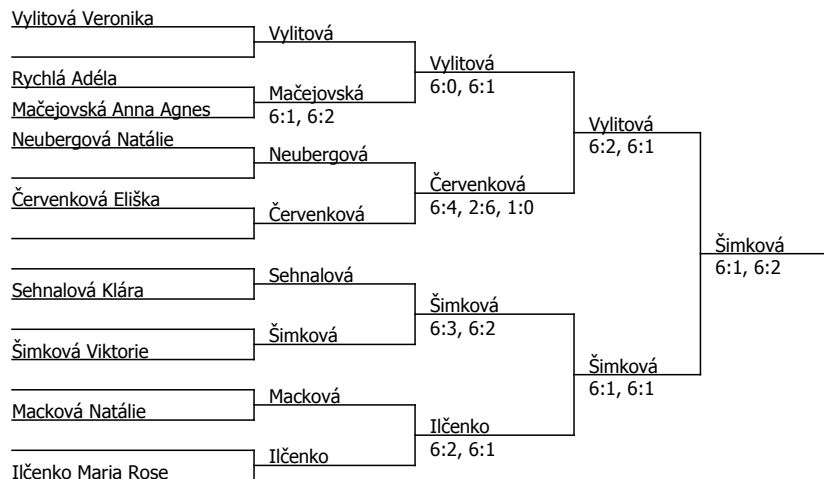 Vylitová Veronika
Rychlá Adéla
Mačejovská Anna Agnes
Neubergová Natálie
Červenková Eliška
Sehnalová Klára
Šimková Viktorie
Macková Natálie
Ilčenko Maria Rose
Vylitová
Mačejovská
6:1, 6:2
Neubergová
Červenková
Sehnalová
Šimková
Macková
Ilčenko
Vylitová
6:0, 6:1
Červenková
6:4, 2:6, 1:0
Šimková
6:3, 6:2
Ilčenko
6:2, 6:1
Vylitová
6:2, 6:1
Šimková
6:1, 6:1
Šimková
6:1, 6:2